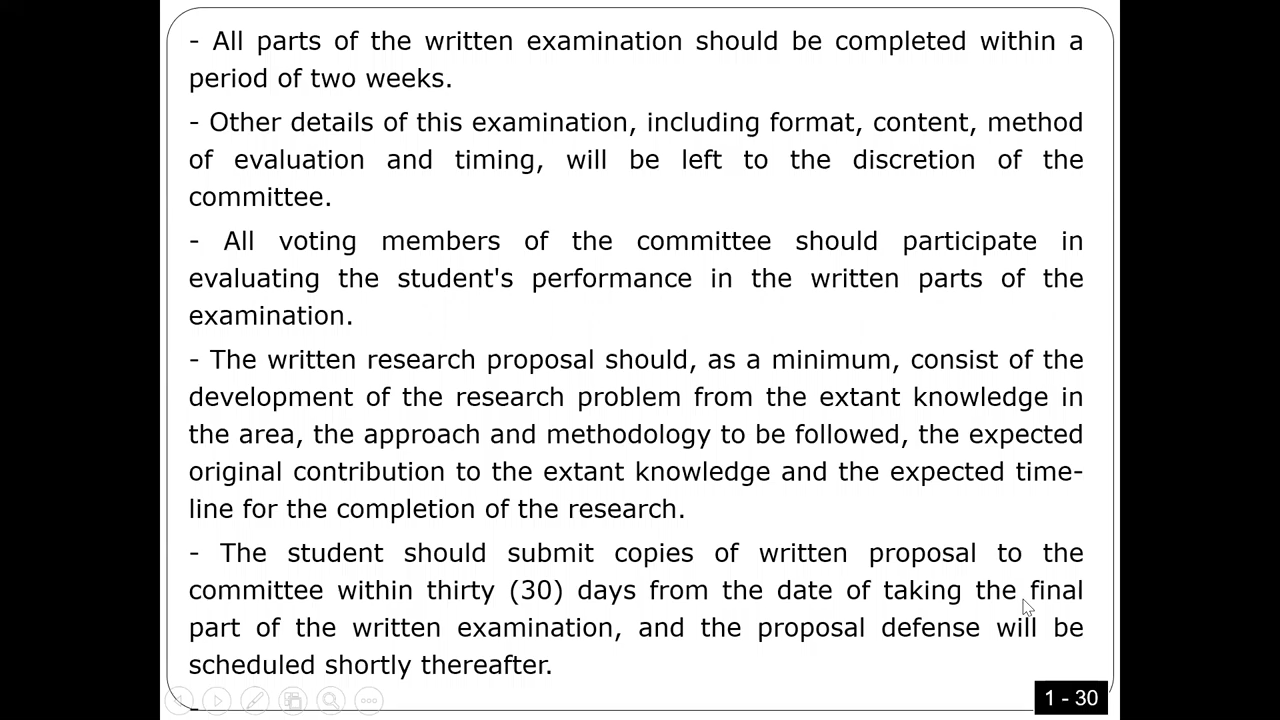 - All parts of the written examination should be completed within a
period of two weeks.
- Other details of this examination, including format, content, method
of evaluation and timing, will be left to the discretion of the
committee.
- All voting members of the committee should participate in
evaluating the student's performance in the written parts of the
examination.
- The written research proposal should, as a minimum, consist of the
development of the research problem from the extant knowledge in
the area, the approach and methodology to be followed, the expected
original contribution to the extant knowledge and the expected time-
line for the completion of the research.
- The student should submit copies of written proposal to the
committee within thirty (30) days from the date of taking the final
part of the written examination, and the proposal defense will be
scheduled shortly thereafter.
-
1 - 30